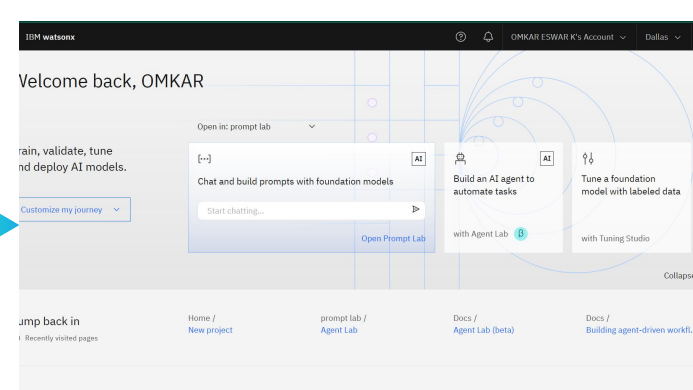 IBM watsonx
OMKAR ESWAR K's Account
Dallas
Welcome back, OMKAR
rain, validate, tune
nd deploy AI models.
Customize my journey
Open in: prompt lab
[...]
AI
Chat and build prompts with foundation models
Start chatting...
Open Prompt Lab
AI
Build an AI agent to
automate tasks
with Agent Lab β
Tune a foundation
model with labeled data
with Tuning Studio
Collapse
ump back in
Recently visited pages
Home /
New project
prompt lab /
Agent Lab
Docs /
Agent Lab (beta)
Docs /
Building agent-driven workfl...